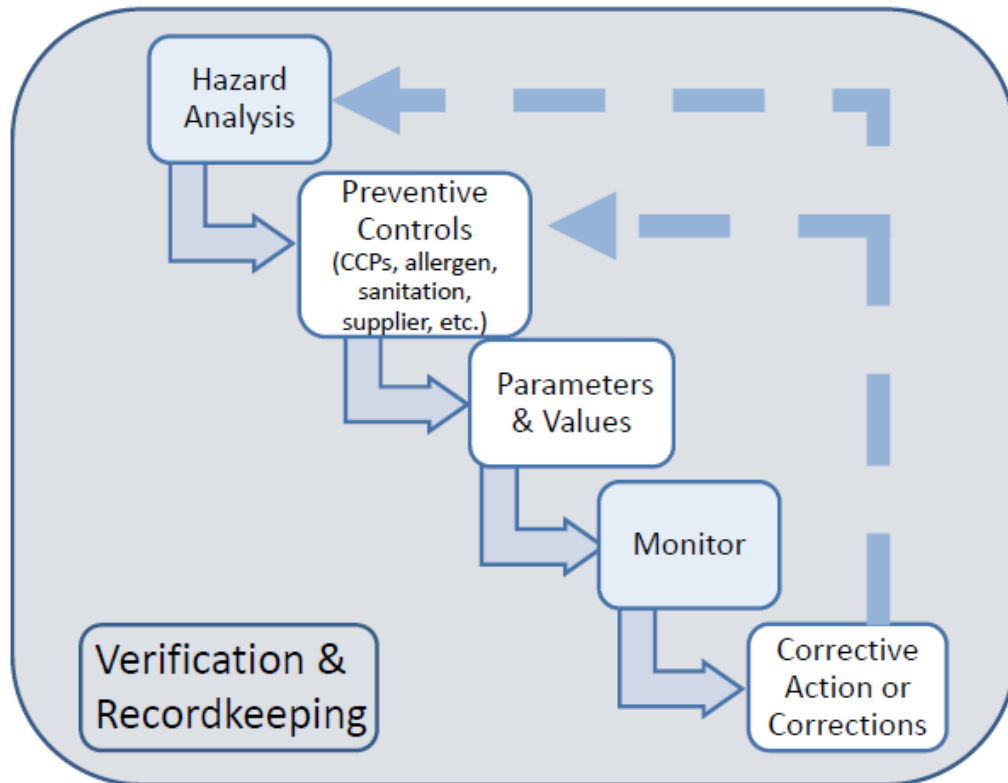 Hazard
Analysis
Preventive
Controls
(CCPs, allergen,
sanitation,
supplier, etc.)
Parameters
& Values
Monitor
Corrective
Action or
Corrections
Verification &
Recordkeeping